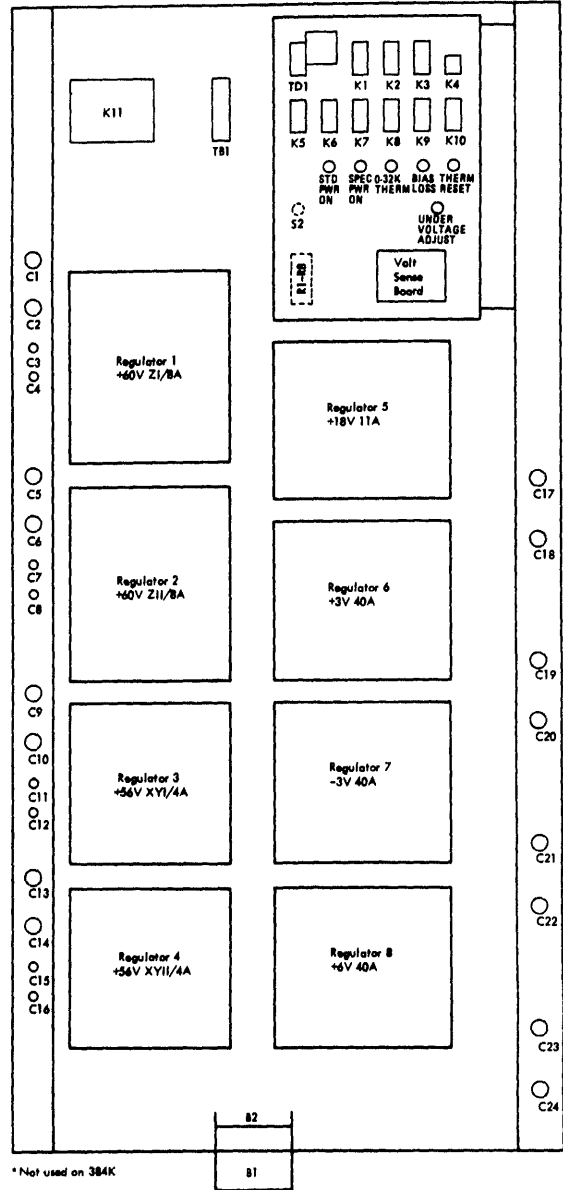 TD1 K1 K2 K3 K4
K11
TB1
K5 K6 K7 K8 K9 K10
STD PWR ON
SPEC PWR ON
0-32K THERM
BIAS LOSS
THERM RESET
S2
UNDER VOLTAGE ADJUST
R1-R8
Volt
Sense
Board
C1
C2
C3
C4
Regulator 1
+60V ZI/8A
Regulator 5
+18V 11A
C5
C6
C7
C8
Regulator 2
+60V ZII/8A
Regulator 6
+3V 40A
C17
C18
C19
C9
C10
C11
C12
Regulator 3
+56V XYI/4A
Regulator 7
-3V 40A
C20
C21
C13
C14
C15
C16
Regulator 4
+56V XYII/4A
Regulator 8
+6V 40A
C22
C23
C24
B2
B1
* Not used on 384K